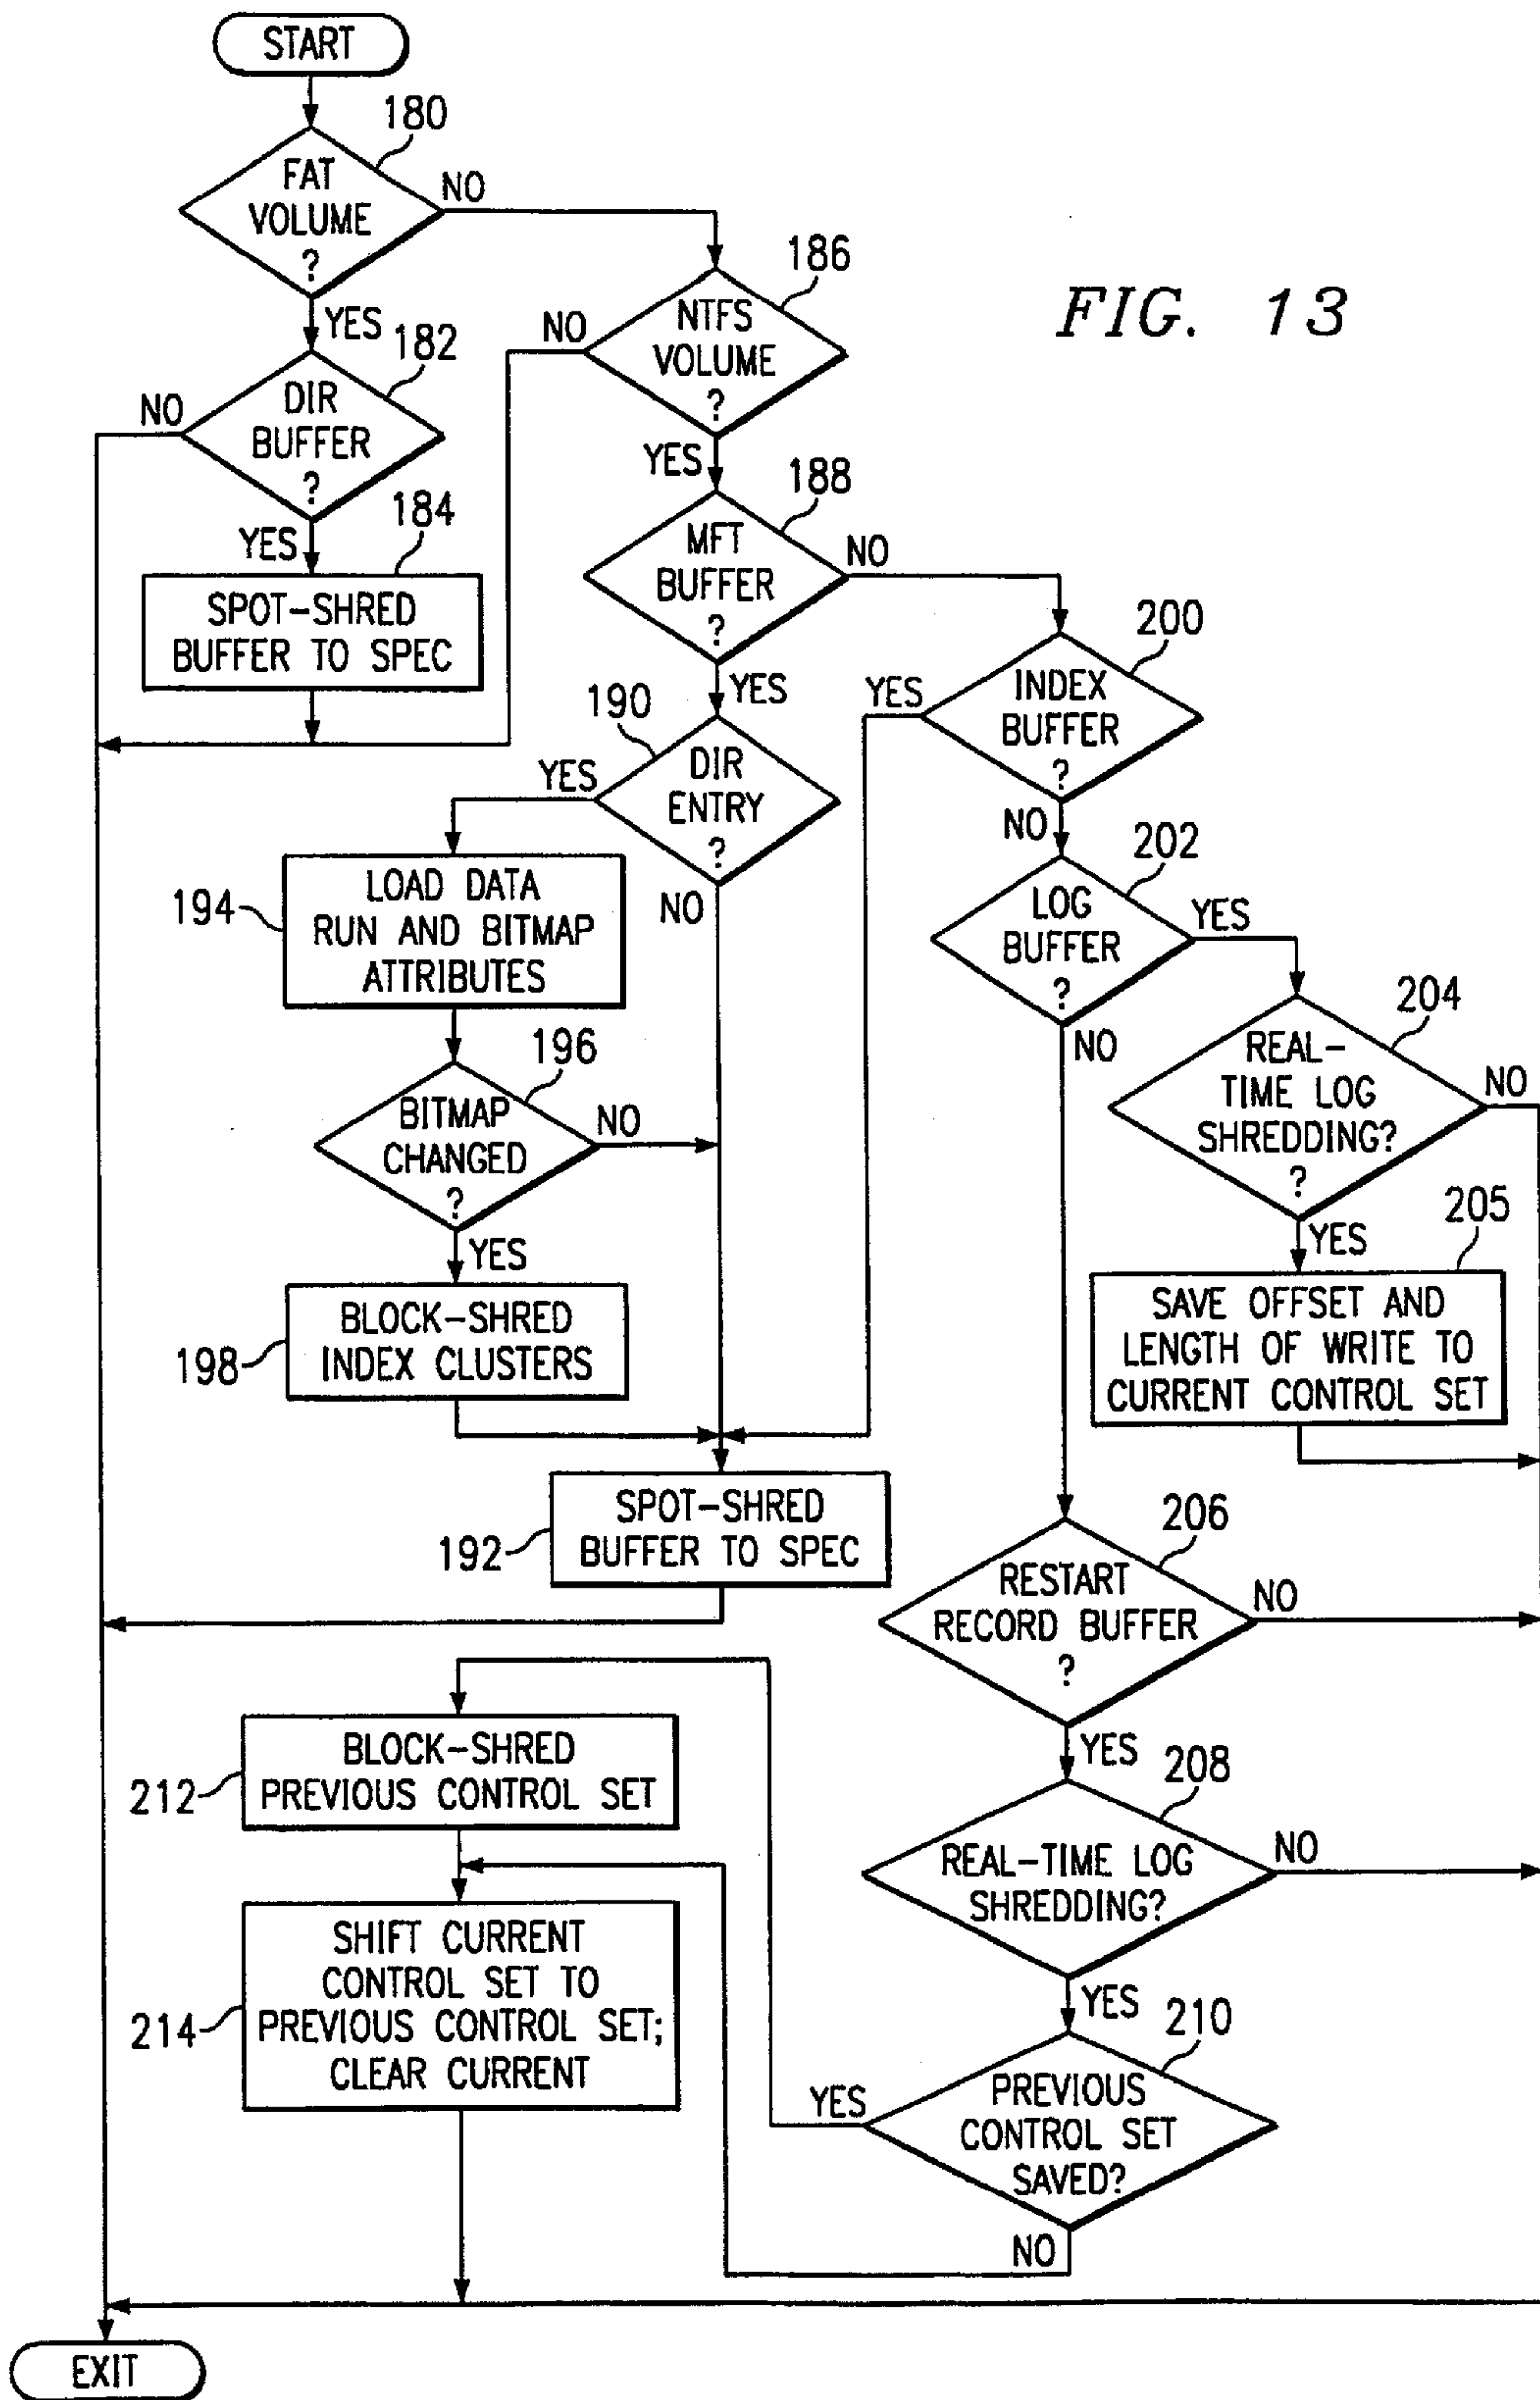 START
180
FAT
VOLUME
?
NO
YES
186
NTFS
VOLUME
?
NO
YES
FIG. 13
182
DIR
BUFFER
?
NO
YES
184
SPOT-SHRED
BUFFER TO SPEC
188
MFT
BUFFER
?
NO
YES
190
DIR
ENTRY
?
YES
NO
200
INDEX
BUFFER
?
YES
NO
194
LOAD DATA
RUN AND BITMAP
ATTRIBUTES
202
LOG
BUFFER
?
YES
NO
196
BITMAP
CHANGED
?
NO
YES
204
REAL-
TIME LOG
SHREDDING?
?
NO
YES
198
BLOCK-SHRED
INDEX CLUSTERS
205
SAVE OFFSET AND
LENGTH OF WRITE TO
CURRENT CONTROL SET
192
SPOT-SHRED
BUFFER TO SPEC
206
RESTART
RECORD BUFFER
?
NO
YES
212
BLOCK-SHRED
PREVIOUS CONTROL SET
208
REAL-TIME LOG
SHREDDING?
NO
YES
214
SHIFT CURRENT
CONTROL SET TO
PREVIOUS CONTROL SET;
CLEAR CURRENT
210
PREVIOUS
CONTROL SET
SAVED?
YES
NO
EXIT